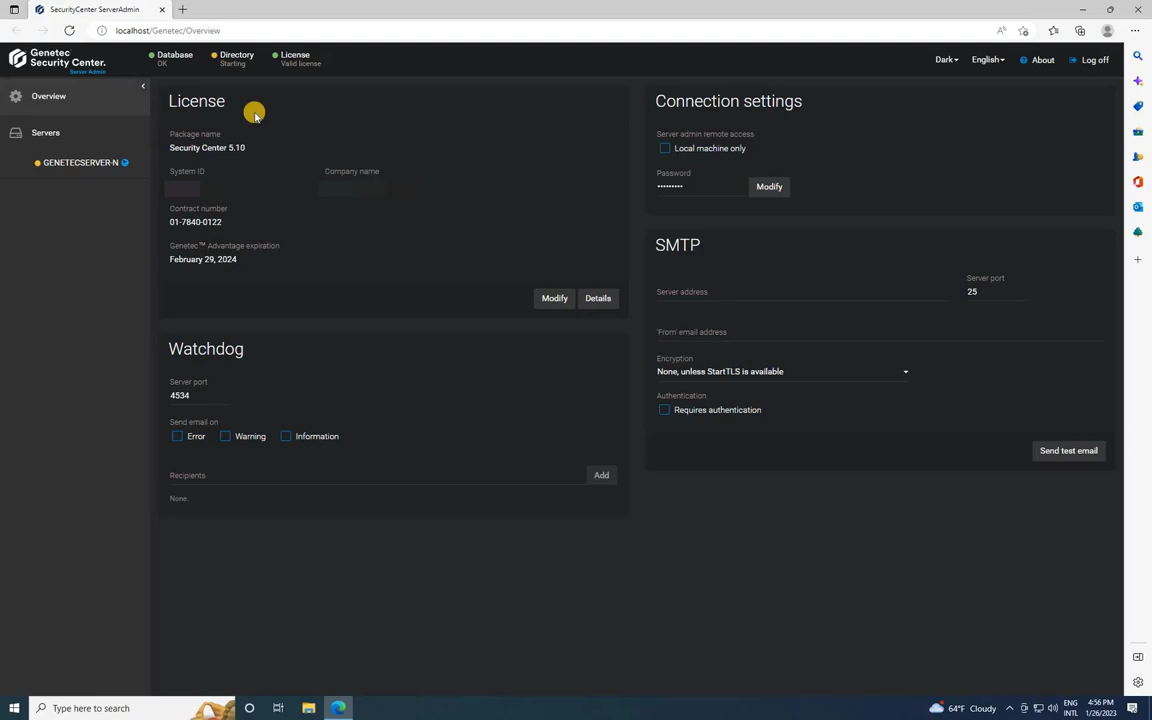 SecurityCenter ServerAdmin
localhost/Genetec/Overview
Genetec
Security Center.
Server Admin
Database
OK
Directory
Starting
License
Valid license
Dark
English
About
Log off
Overview
Servers
GENETECSERVER-N
License
Package name
Security Center 5.10
System ID
Company name
Contract number
01-7840-0122
Genetec™ Advantage expiration
February 29, 2024
Modify
Details
Watchdog
Server port
4534
Send email on
Error
Warning
Information
Recipients
Add
None.
Connection settings
Server admin remote access
Local machine only
Password
•••••••••
Modify
SMTP
Server address
Server port
25
'From' email address
Encryption
None, unless StartTLS is available
Authentication
Requires authentication
Send test email
Type here to search
64°F Cloudy
ENG
INTL
4:56 PM
1/26/2023